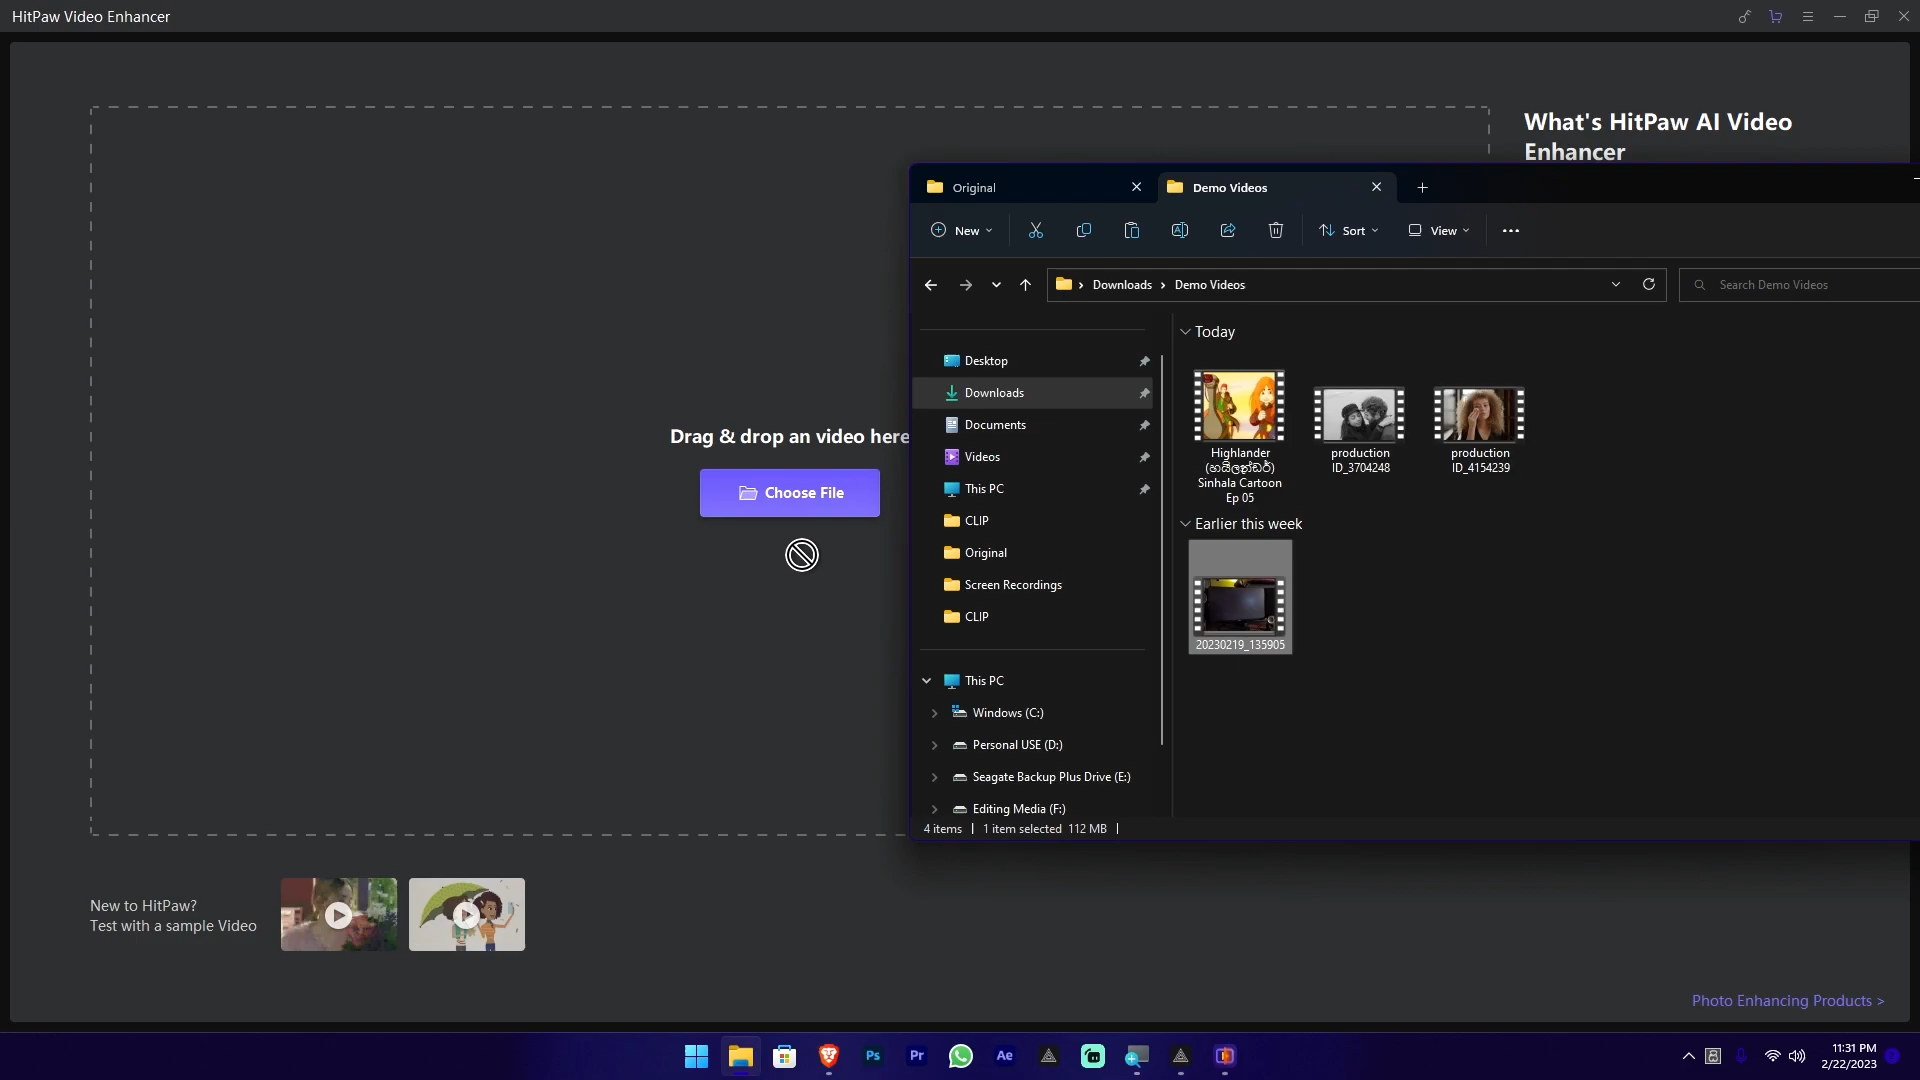 HitPaw Video Enhancer
What's HitPaw AI Video
Enhancer
Drag & drop an video here
Choose File
New to HitPaw?
Test with a sample Video
Photo Enhancing Products >
Original
Demo Videos
New
Sort
View
Downloads › Demo Videos
Search Demo Videos
Desktop
Downloads
Documents
Videos
This PC
CLIP
Original
Screen Recordings
CLIP
This PC
Windows (C:)
Personal USE (D:)
Seagate Backup Plus Drive (E:)
Editing Media (F:)
Today
Highlander
(හයිලෑන්ඩර්)
Sinhala Cartoon
Ep 05
production
ID_3704248
production
ID_4154239
Earlier this week
20230219_135905
4 items | 1 item selected 112 MB |
Ps
Pr
Ae
11:31 PM
2/22/2023